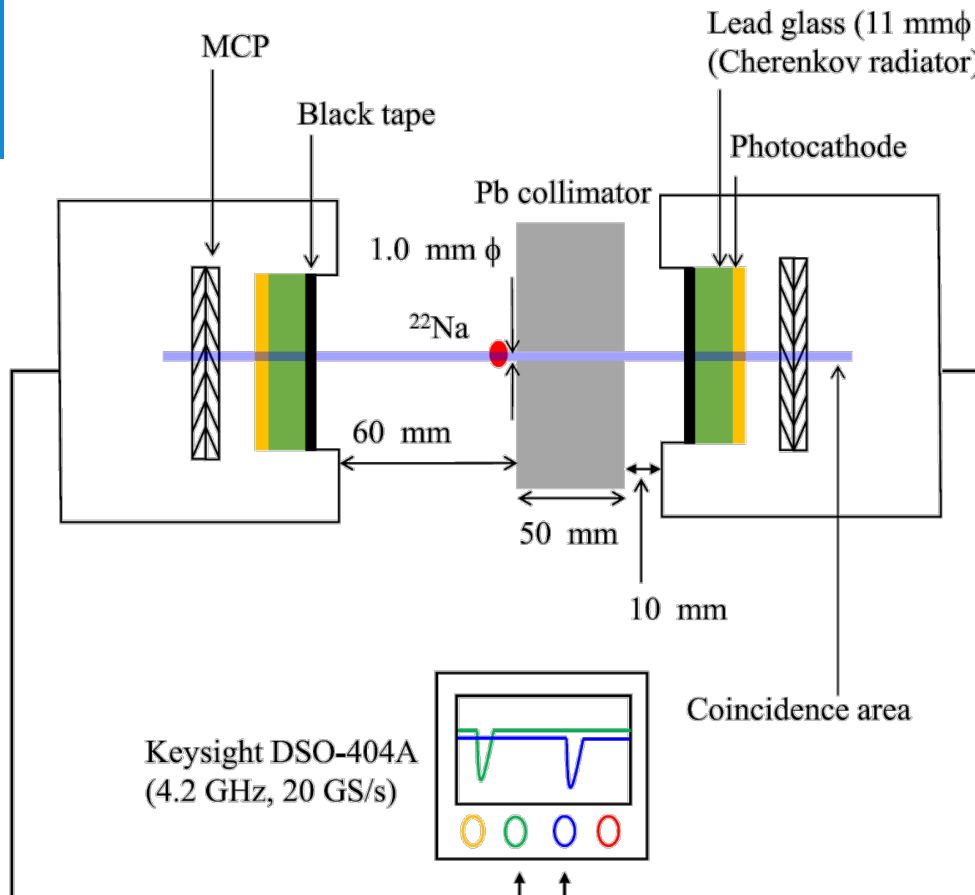 Lead glass (11 mmϕ
(Cherenkov radiator)
MCP
Black tape
Photocathode
Pb collimator
1.0 mm ϕ
²²Na
60 mm
50 mm
10 mm
Coincidence area
Keysight DSO-404A
(4.2 GHz, 20 GS/s)